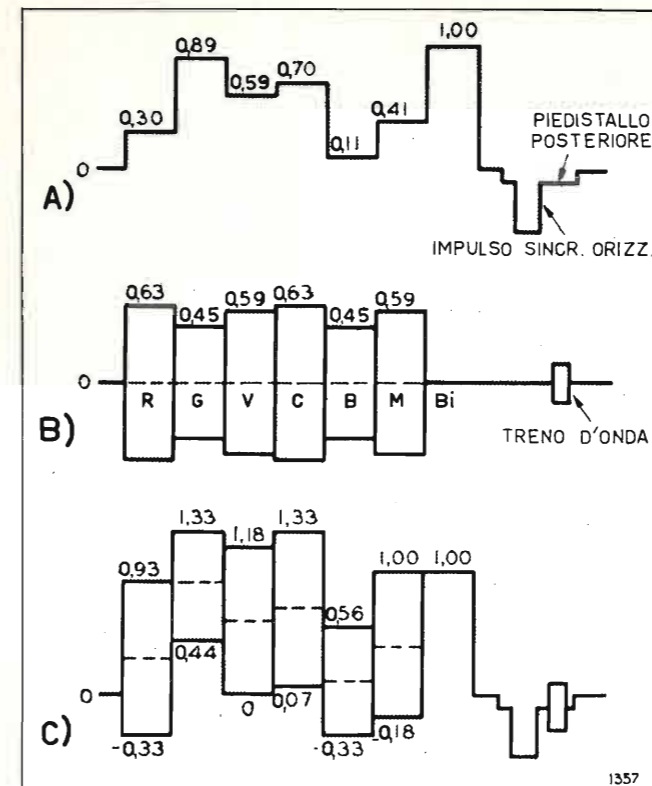 1,00
0,89
0,70
0,59
0,41
0,30
0,11
PIEDISTALLO
POSTERIORE
0
A)
IMPULSO SINCR. ORIZZ.
0,63 0,45 0,59 0,63 0,45 0,59
0
R G V C B M Bi
B)
TRENO D'ONDA
1,33 1,18 1,33
0,93 1,00 1,00
0,56
0,44
0
0 0,07
C)
-0,33 -0,33 -0,18
1357